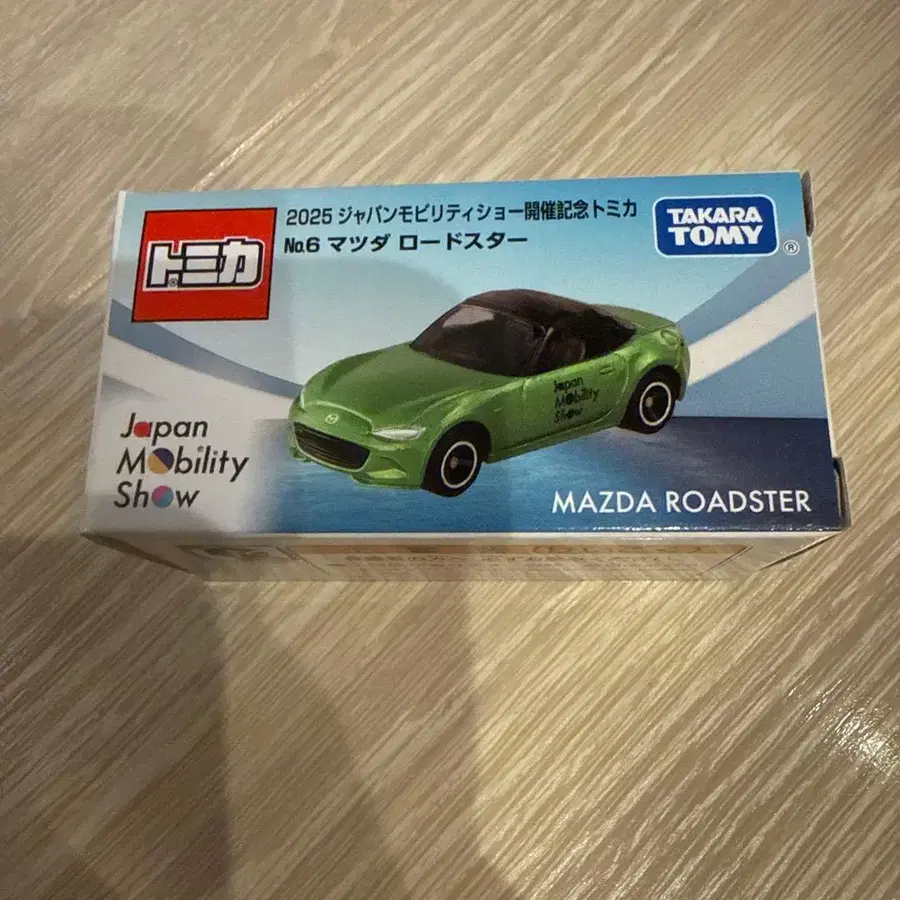 トミカ
2025 ジャパンモビリティショー開催記念トミカ
No.6 マツダ ロードスター
TAKARA
TOMY
®
Japan
Mobility
Show
Japan
Mobility
Show
MAZDA ROADSTER